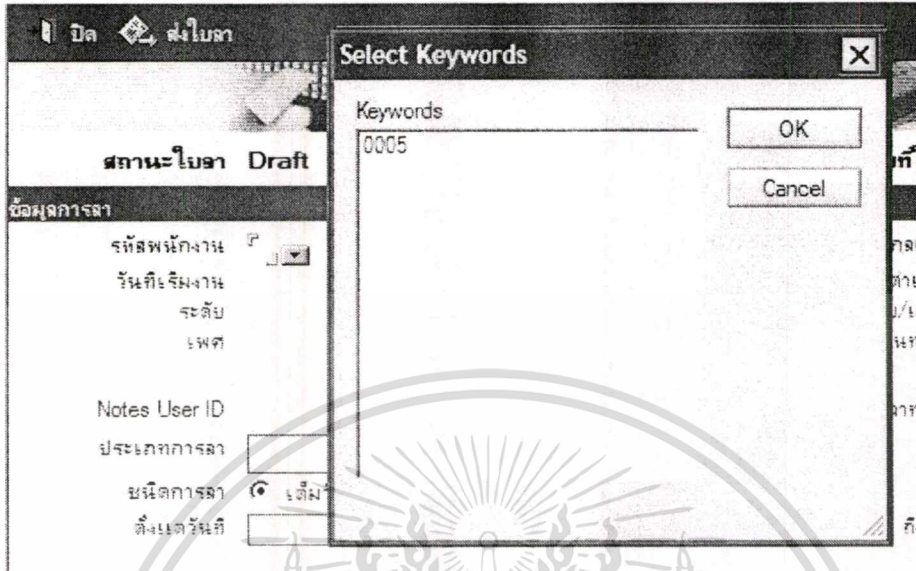 ปิด ส่งใบลา
Select Keywords
Keywords
0005
OK
Cancel
สถานะใบลา Draft
ข้อมูลการลา
รหัสพนักงาน
วันที่เริ่มงาน
ระดับ
เพศ
Notes User ID
ประเภทการลา
ชนิดการลา
ตั้งแต่วันที่